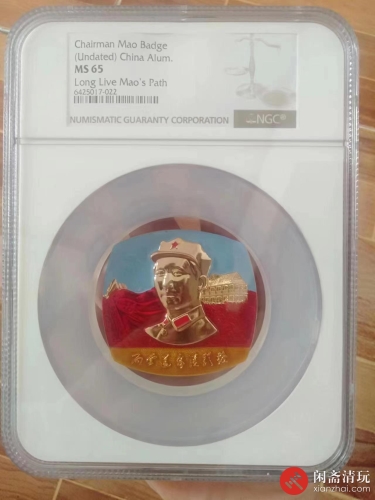 Chairman Mao Badge
(Undated) China Alum.
MS 65
Long Live Mao's Path
6425017-022
NUMISMATIC GUARANTY CORPORATION
NGC®
闲斋清玩
xianzhai.com